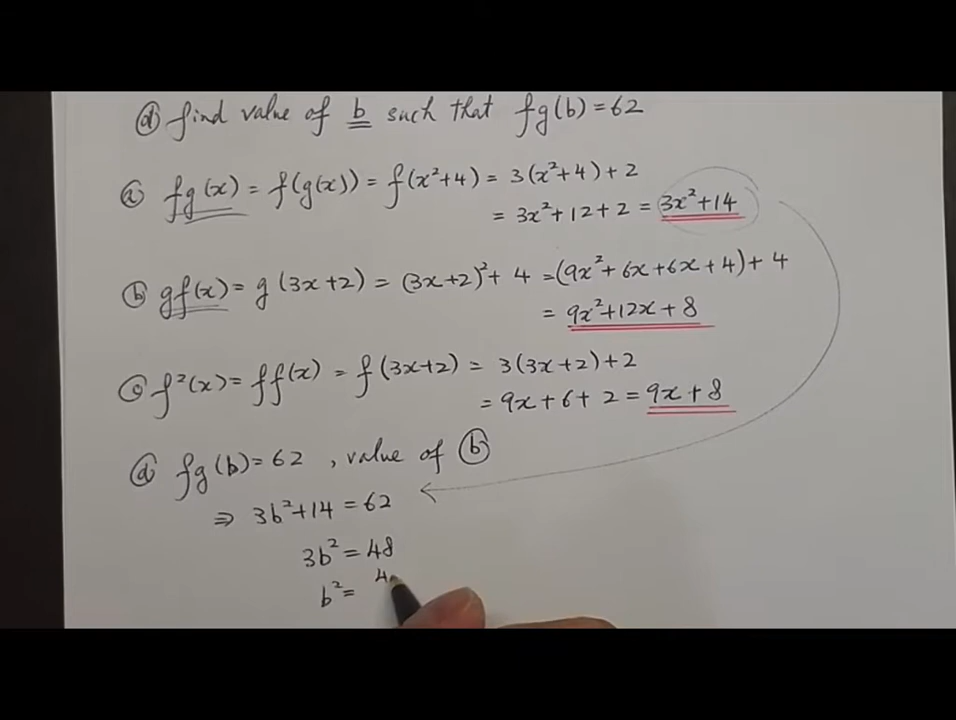 ⓓ find value of b such that fg(b)=62
ⓐ fg(x) = f(g(x)) = f(x²+4) = 3(x²+4)+2
= 3x²+12+2 = 3x²+14
ⓑ gf(x) = g(3x+2) = (3x+2)²+4 = (9x²+6x+6x+4)+4
= 9x²+12x+8
ⓒ f²(x) = ff(x) = f(3x+2) = 3(3x+2)+2
= 9x+6+2 = 9x+8
ⓓ fg(b)=62 , value of ⓑ
⇒ 3b²+14 = 62
3b² = 48
b² = 4